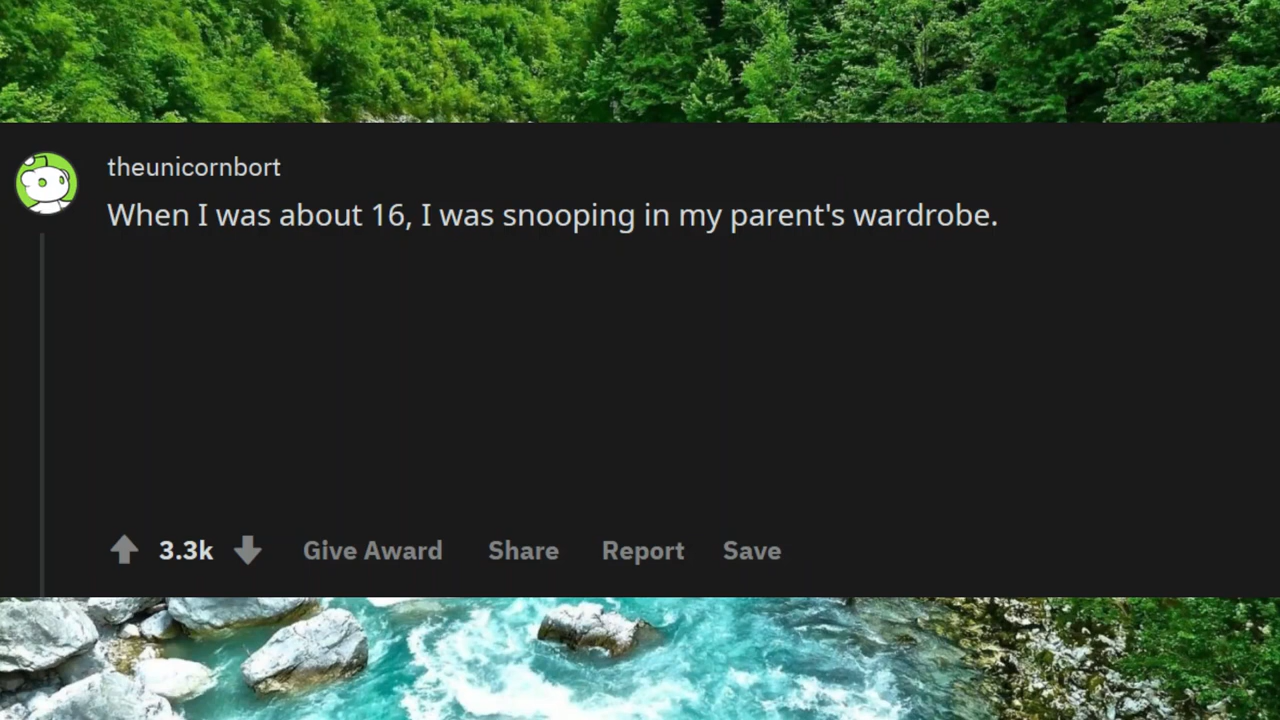 theunicornbort
When I was about 16, I was snooping in my parent's wardrobe.
3.3k Give Award Share Report Save